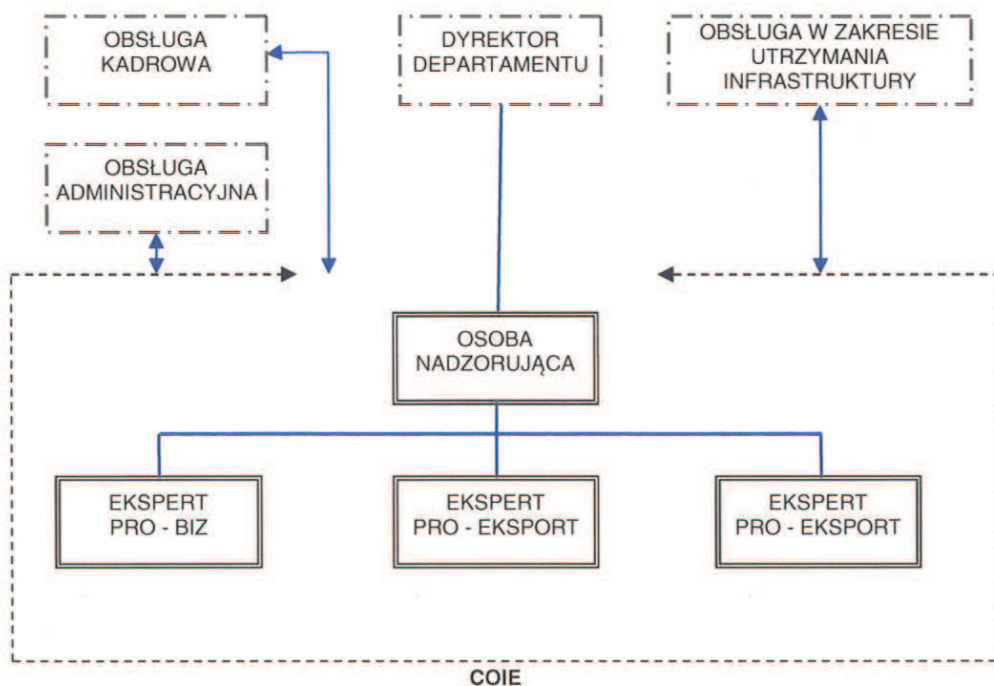 OBSŁUGA
KADROWA
DYREKTOR
DEPARTAMENTU
OBSŁUGA W ZAKRESIE
UTRZYMANIA
INFRASTRUKTURY
OBSŁUGA
ADMINISTRACYJNA
OSOBA
NADZORUJĄCA
EKSPERT
PRO - BIZ
EKSPERT
PRO - EKSPORT
EKSPERT
PRO - EKSPORT
COIE